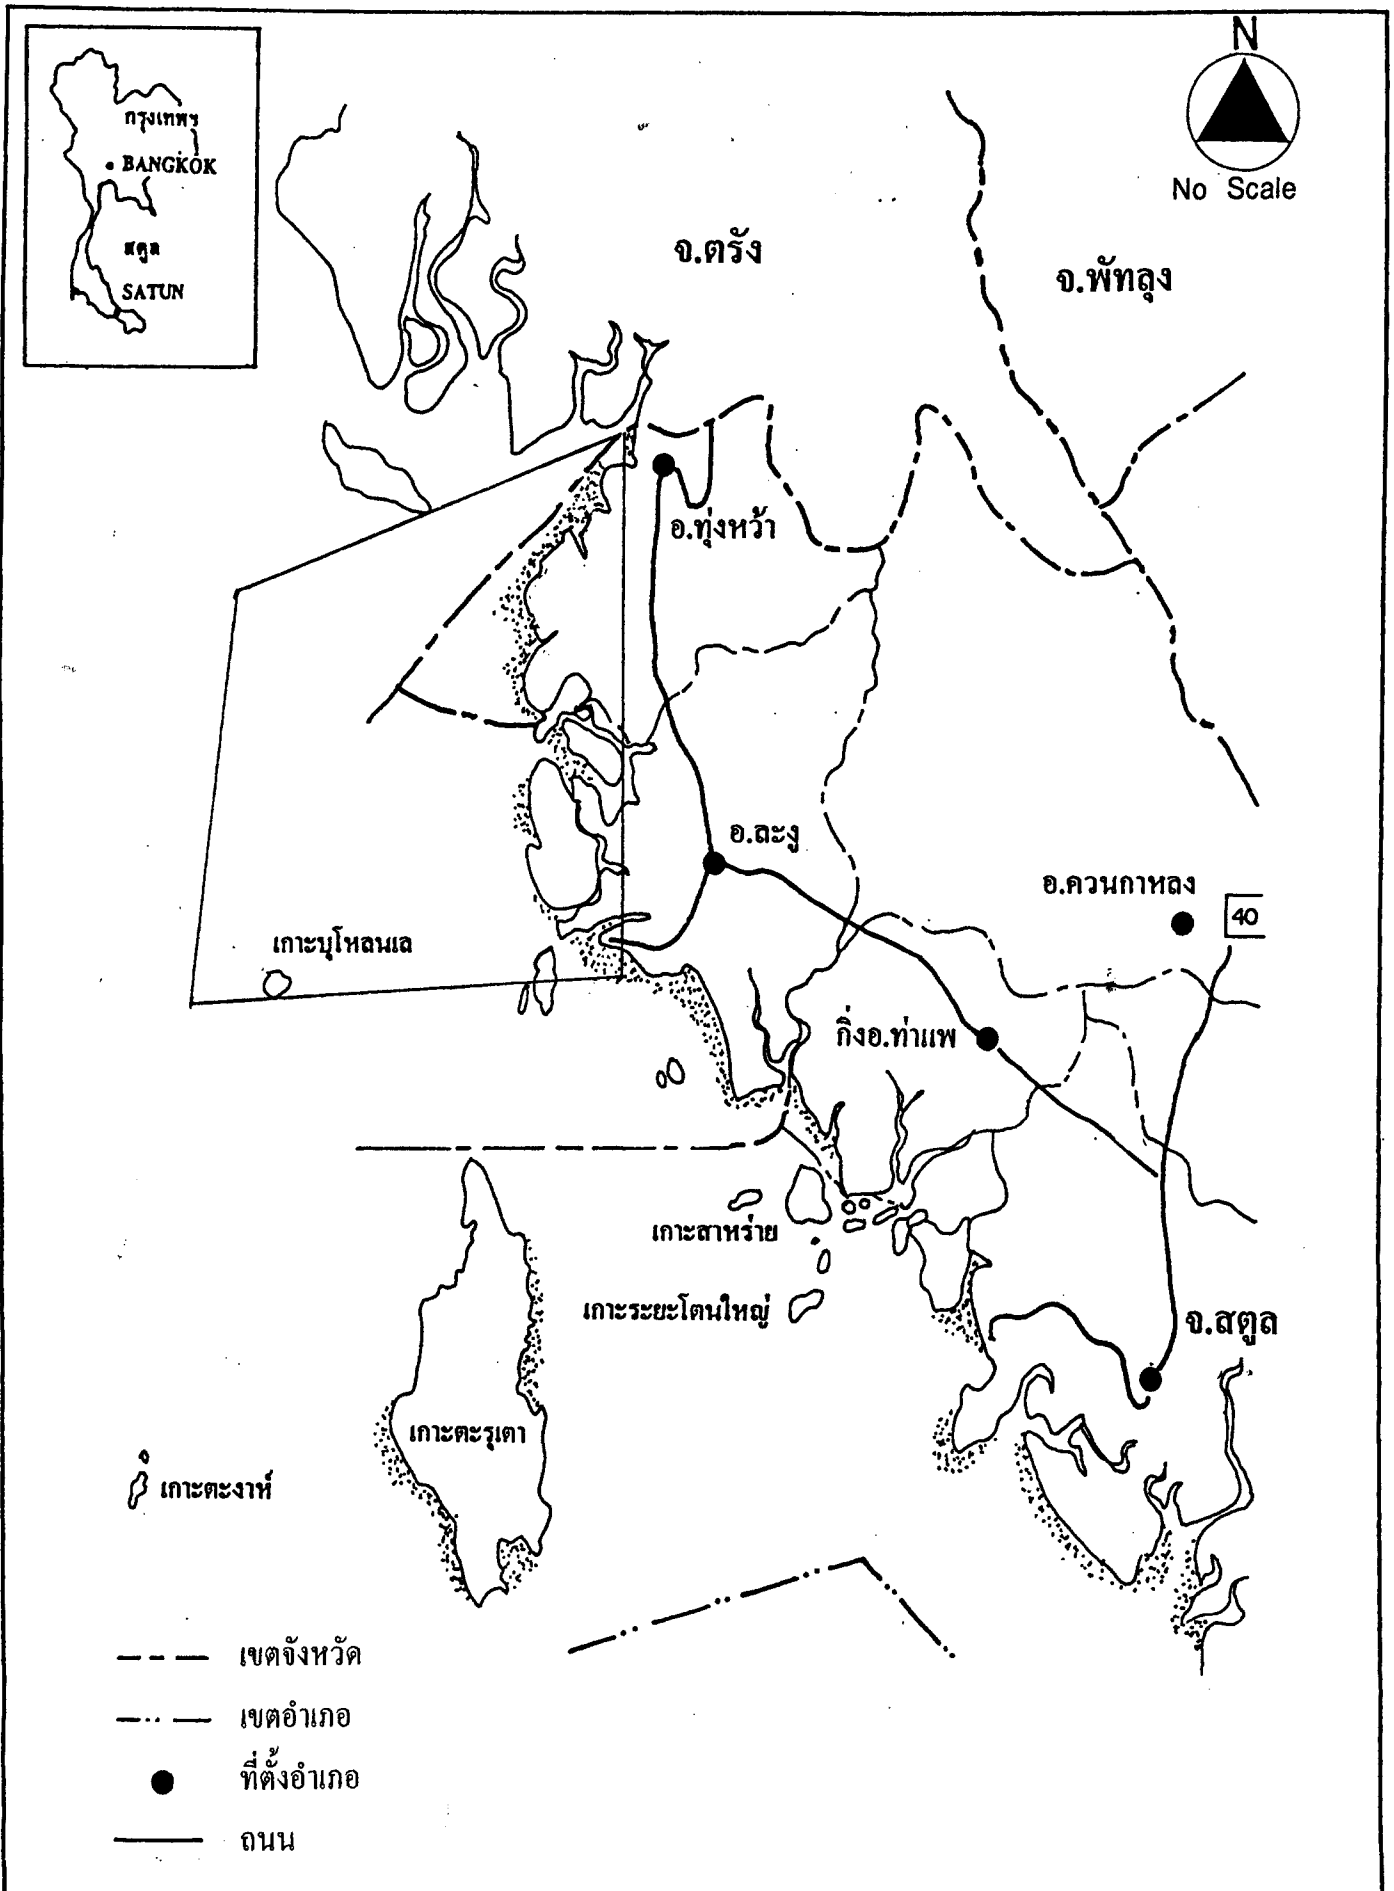 กรุงเทพฯ
BANGKOK
สตูล
SATUN
N
No Scale
จ.ตรัง
จ.พัทลุง
อ.ทุ่งหว้า
อ.ละงู
อ.ควนกาหลง
40
เกาะบุโหลนเล
กิ่งอ.ท่าแพ
เกาะสาหร่าย
เกาะระยะโตนใหญ่
จ.สตูล
เกาะตะรุเตา
เกาะตะงาห์
เขตจังหวัด
เขตอำเภอ
ที่ตั้งอำเภอ
ถนน